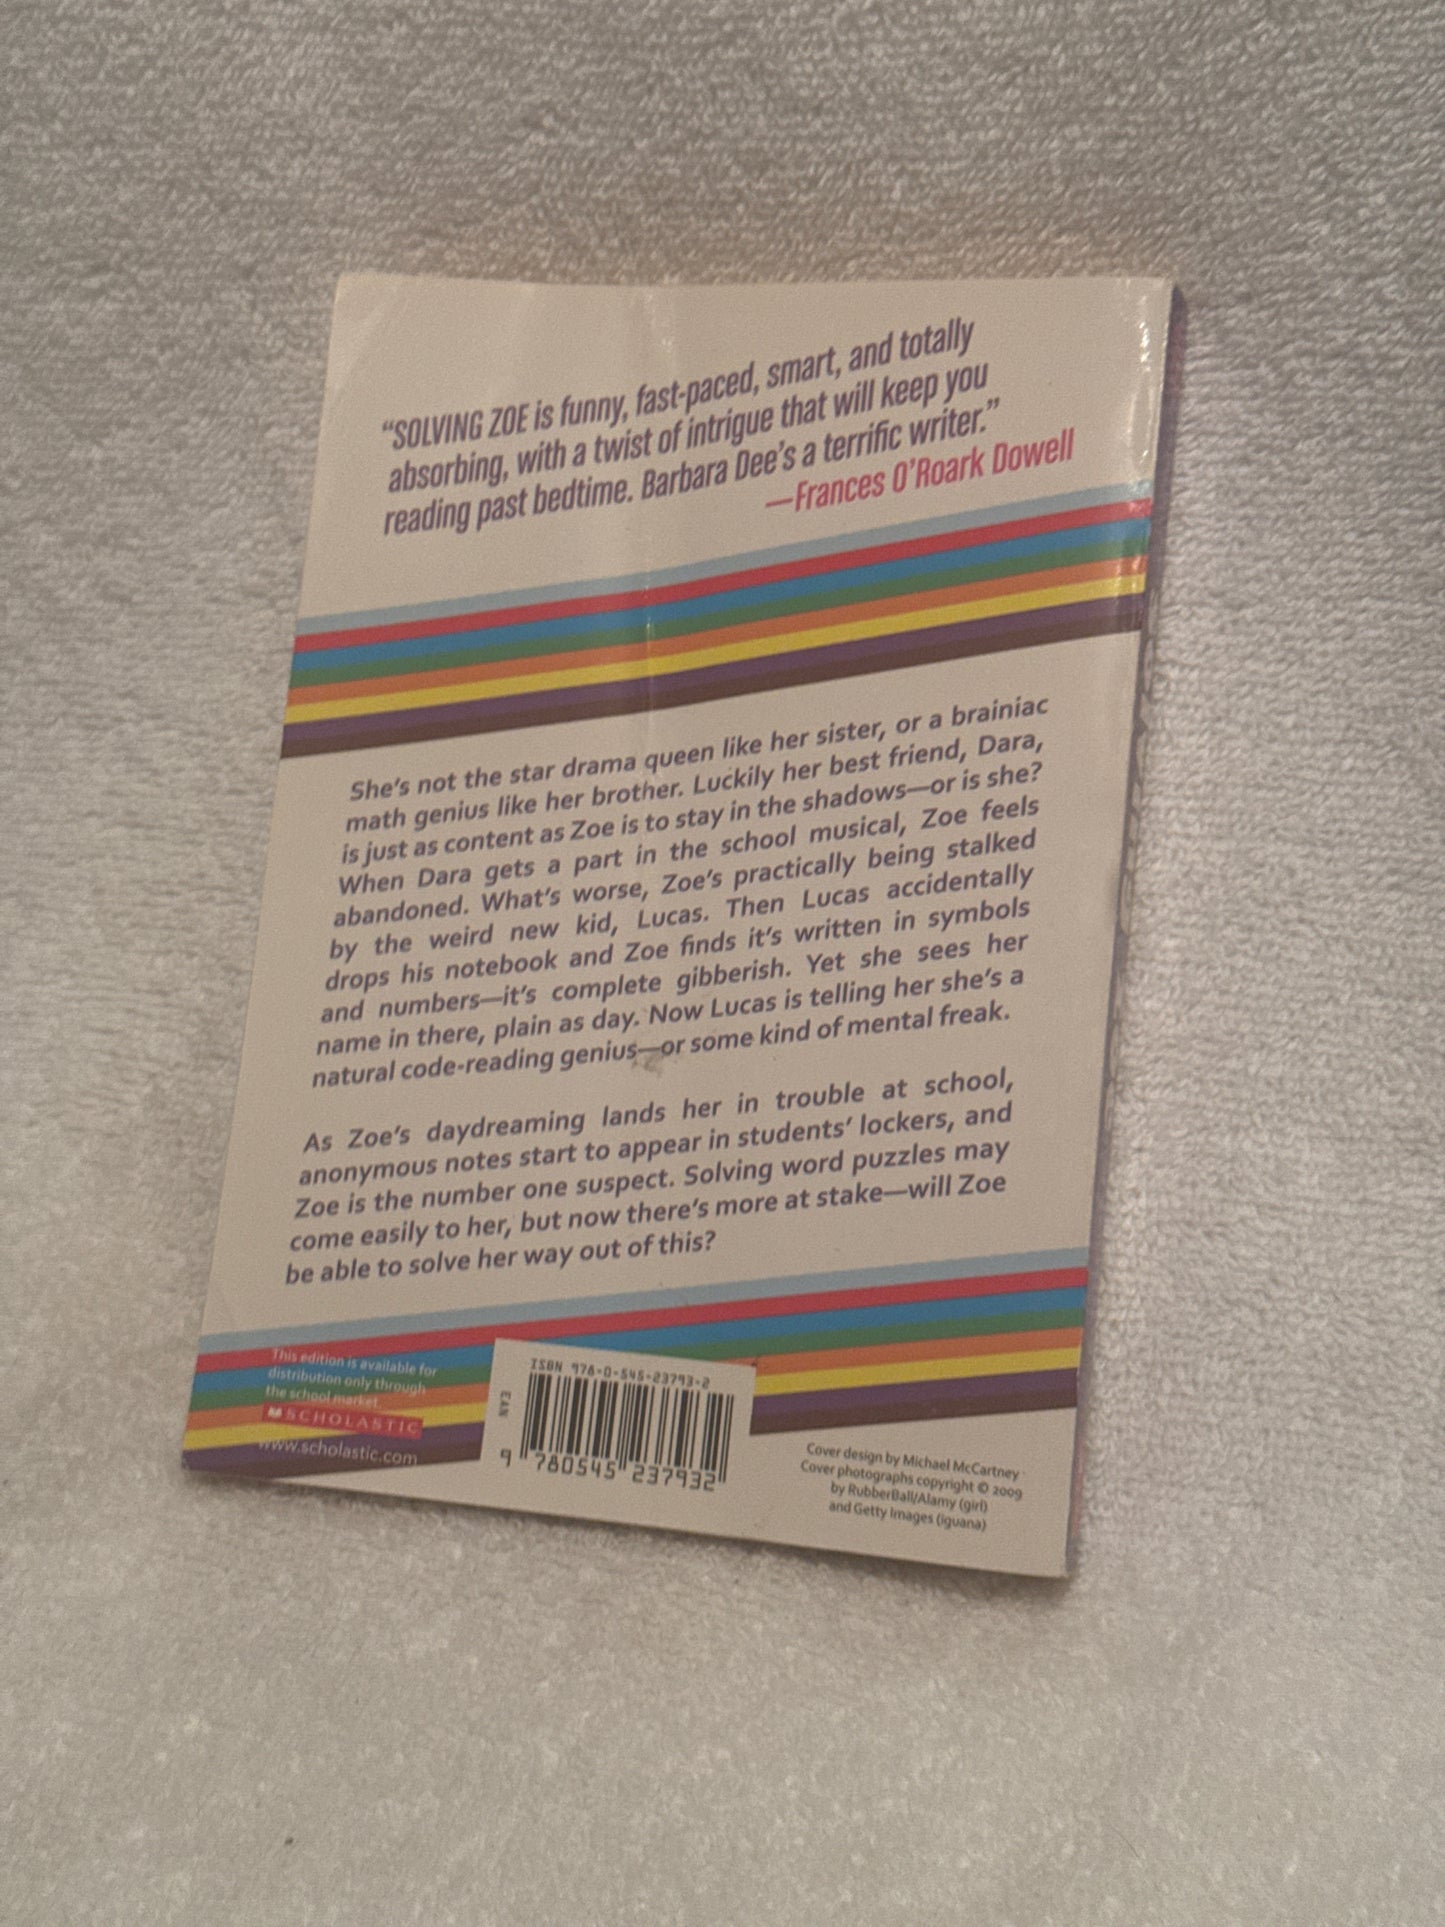 “SOLVING ZOE is funny, fast-paced, smart, and totally
absorbing, with a twist of intrigue that will keep you
reading past bedtime. Barbara Dee’s a terrific writer.”
—Frances O’Roark Dowell
She’s not the star drama queen like her sister, or a brainiac
math genius like her brother. Luckily her best friend, Dara,
is just as content as Zoe is to stay in the shadows—or is she?
When Dara gets a part in the school musical, Zoe feels
abandoned. What’s worse, Zoe’s practically being stalked
by the weird new kid, Lucas. Then Lucas accidentally
drops his notebook and Zoe finds it’s written in symbols
and numbers—it’s complete gibberish. Yet she sees her
name in there, plain as day. Now Lucas is telling her she’s a
natural code-reading genius—or some kind of mental freak.
As Zoe’s daydreaming lands her in trouble at school,
anonymous notes start to appear in students’ lockers, and
Zoe is the number one suspect. Solving word puzzles may
come easily to her, but now there’s more at stake—will Zoe
be able to solve her way out of this?
This edition is available for
distribution only through
the school market.
SCHOLASTIC
www.scholastic.com
ISBN 978-0-545-23793-2
EAN
9 780545 237932
Cover design by Michael McCartney
Cover photographs copyright © 2009
by RubberBall/Alamy (girl)
and Getty Images (iguana)